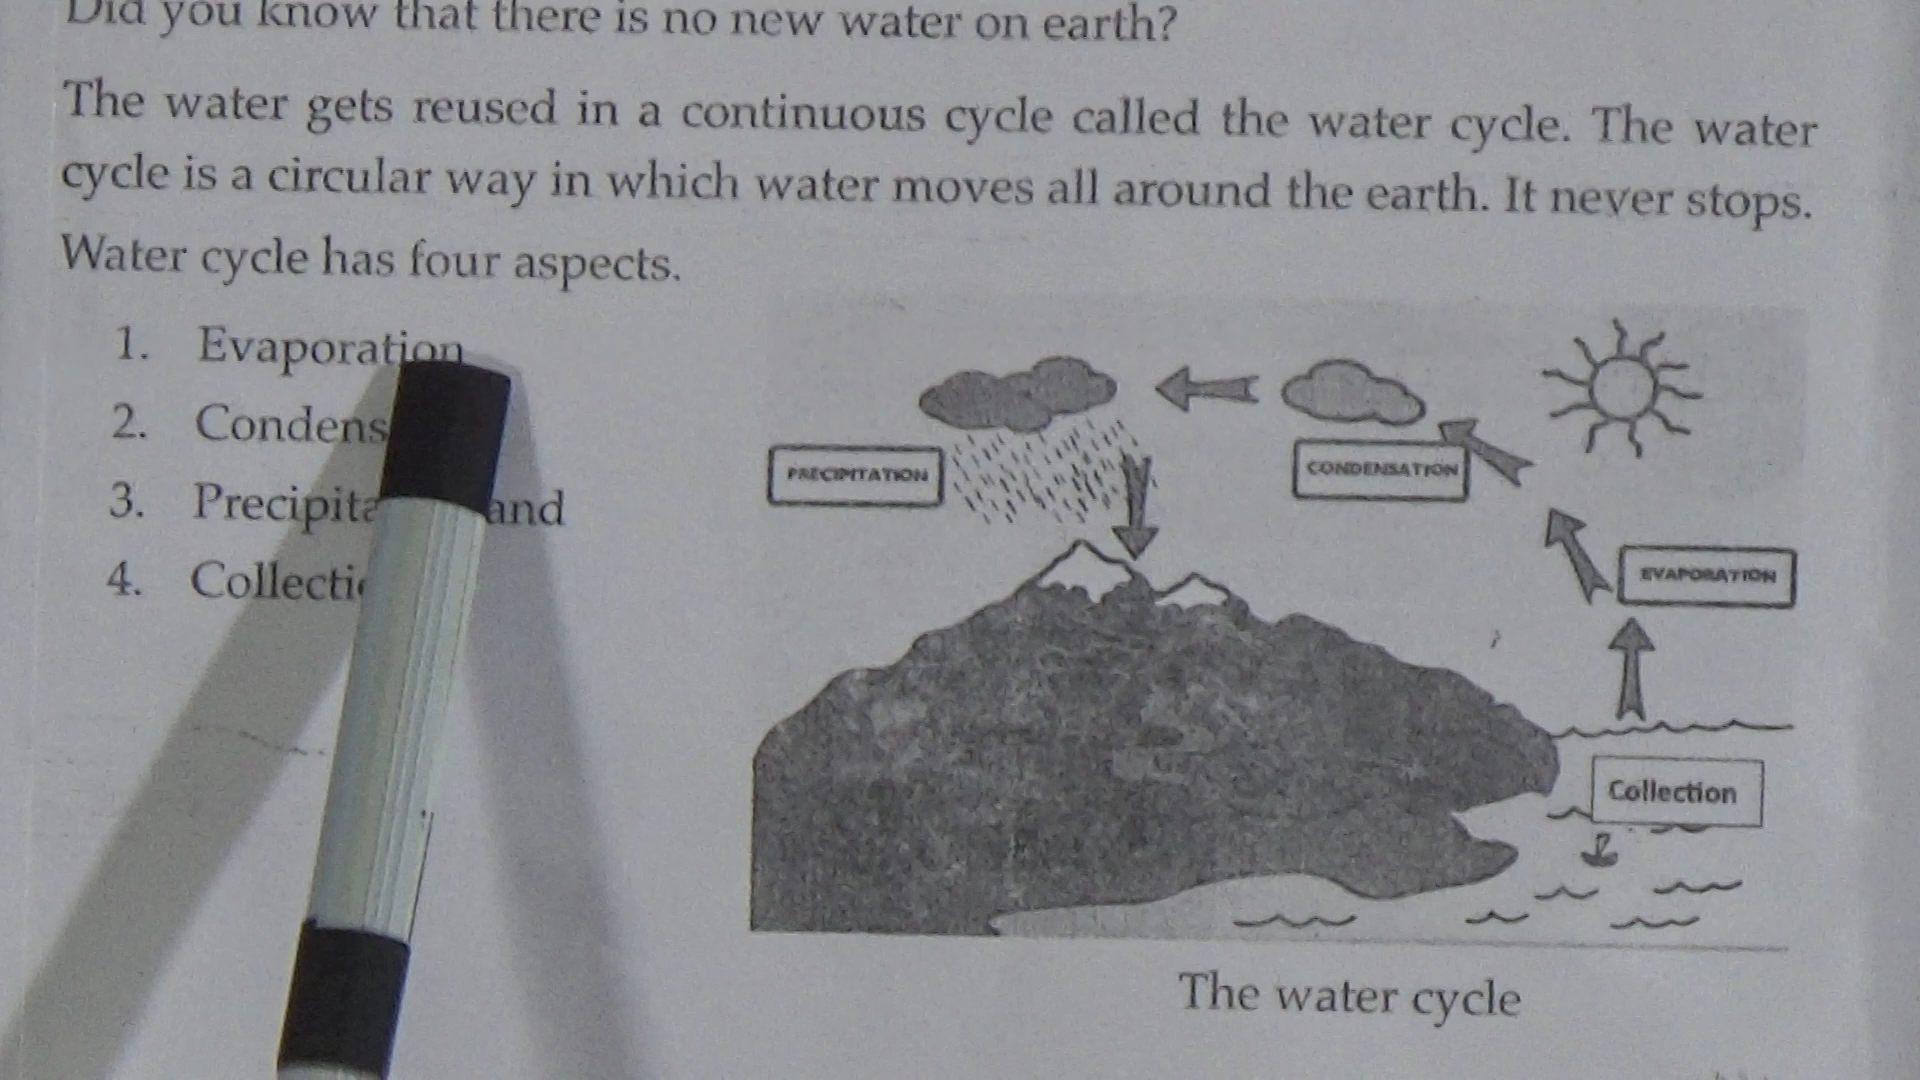 Did you know that there is no new water on earth?
The water gets reused in a continuous cycle called the water cycle. The water
cycle is a circular way in which water moves all around the earth. It never stops.
Water cycle has four aspects.
1. Evaporation
2. Condens
3. Precipita and
4. Collecti
PRECIPITATION
CONDENSATION
EVAPORATION
Collection
The water cycle